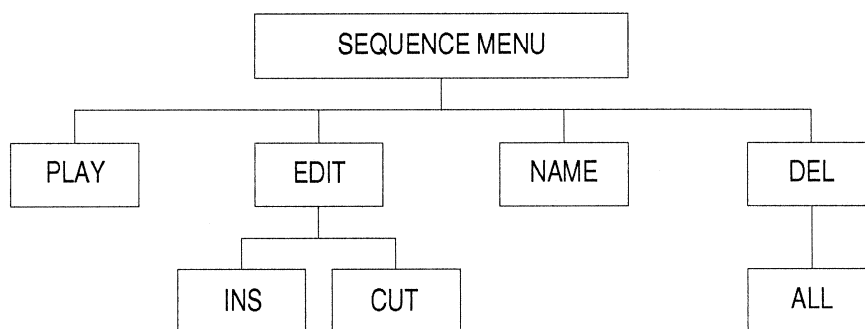 SEQUENCE MENU
PLAY
EDIT
NAME
DEL
INS
CUT
ALL